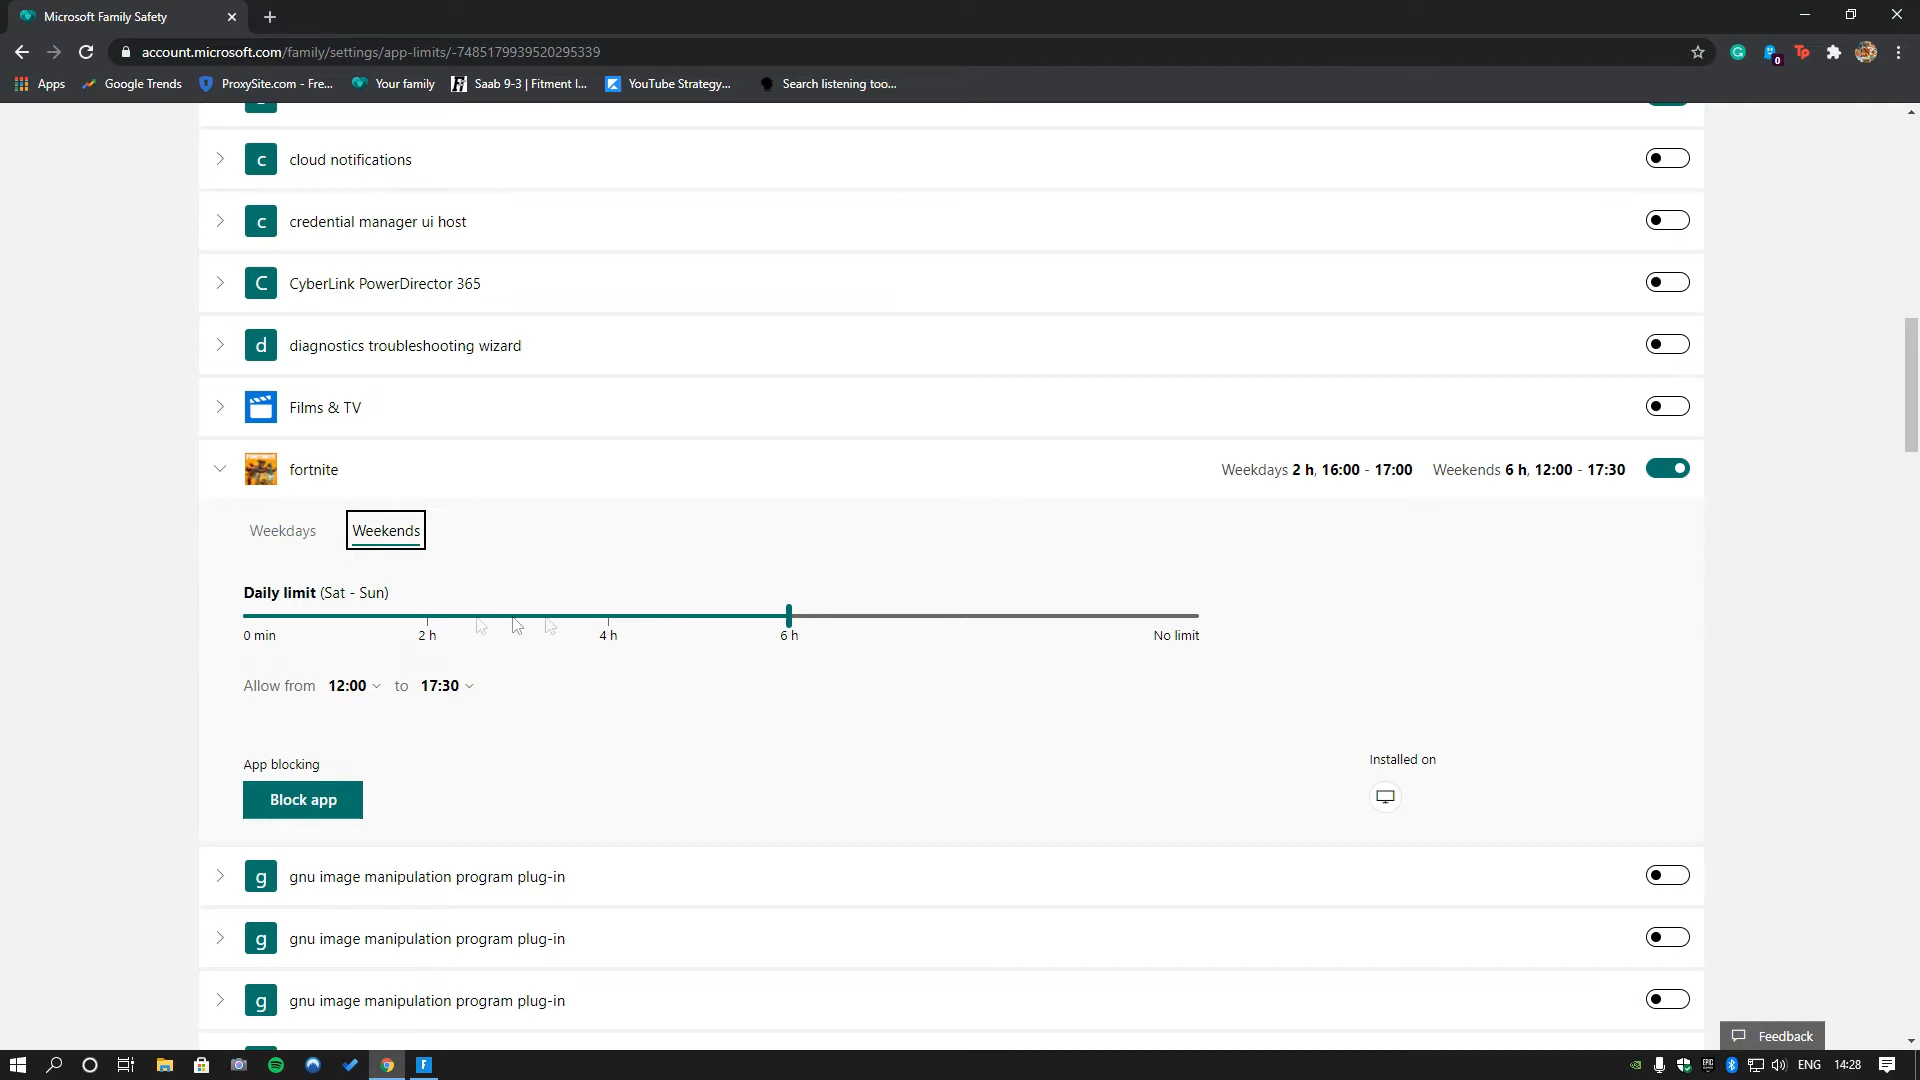 Microsoft Family Safety
account.microsoft.com/family/settings/app-limits/-7485179939520295339
0
Apps
Google Trends
ProxySite.com - Fre...
Your family
Saab 9-3 | Fitment I...
YouTube Strategy...
Search listening too...
c cloud notifications
c credential manager ui host
C CyberLink PowerDirector 365
d diagnostics troubleshooting wizard
Films & TV
fortnite
Weekdays 2 h, 16:00 - 17:00 Weekends 6 h, 12:00 - 17:30
Weekdays Weekends
Daily limit (Sat - Sun)
0 min 2 h 4 h 6 h No limit
Allow from 12:00 to 17:30
App blocking
Block app
Installed on
g gnu image manipulation program plug-in
g gnu image manipulation program plug-in
g gnu image manipulation program plug-in
Feedback
ENG 14:28